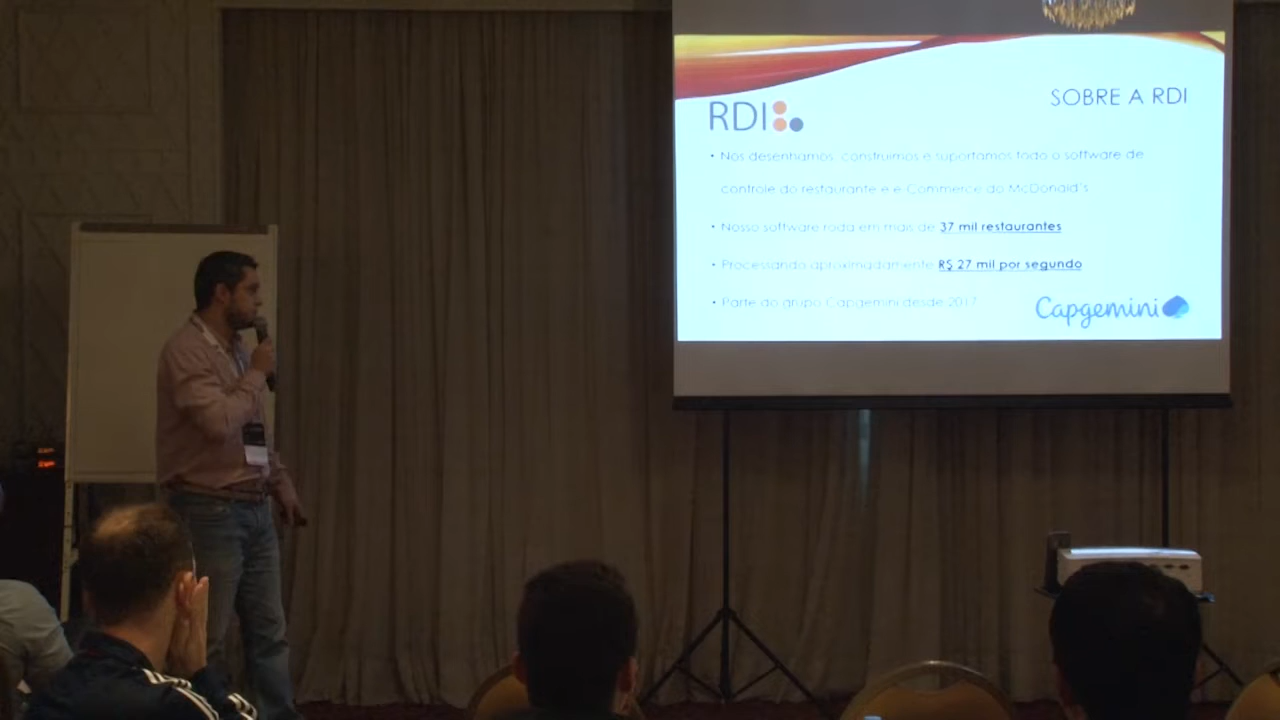 SOBRE A RDI
RDI
• Nós desenhamos, construimos e suportamos todo o software de
controle do restaurante e e-Commerce do McDonald's
• Nosso software roda em mais de 37 mil restaurantes
• Processando aproximadamente R$ 27 mil por segundo
• Parte do grupo Capgemini desde 2017
Capgemini